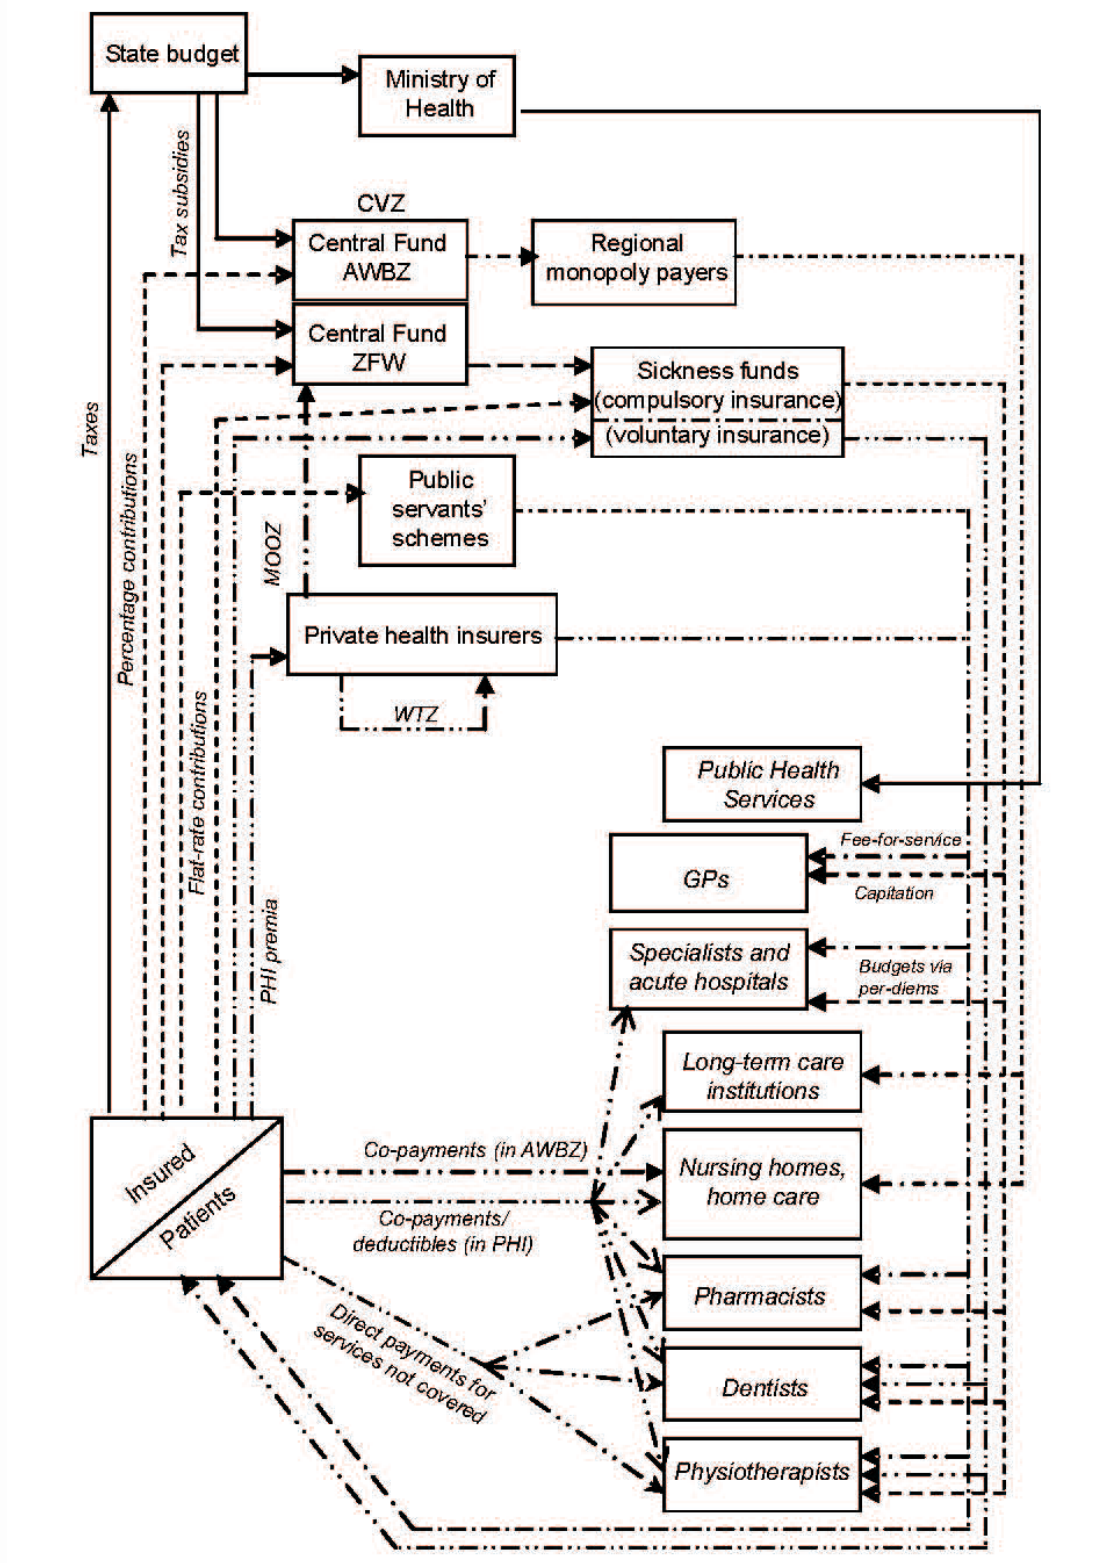 State budget
Ministry of
Health
Tax subsidies
CVZ
Central Fund
AWBZ
Regional
monopoly payers
Central Fund
ZFW
Sickness funds
(compulsory insurance)
(voluntary insurance)
Taxes
Percentage contributions
Public
servants'
schemes
MOOZ
Private health insurers
WTZ
Flat-rate contributions
PHI premia
Public Health
Services
Fee-for-service
GPs
Capitation
Specialists and
acute hospitals
Budgets via
per-diems
Long-term care
institutions
Insured
Patients
Co-payments (in AWBZ)
Nursing homes,
home care
Co-payments/
deductibles (in PHI)
Pharmacists
Direct payments for
services not covered
Dentists
Physiotherapists